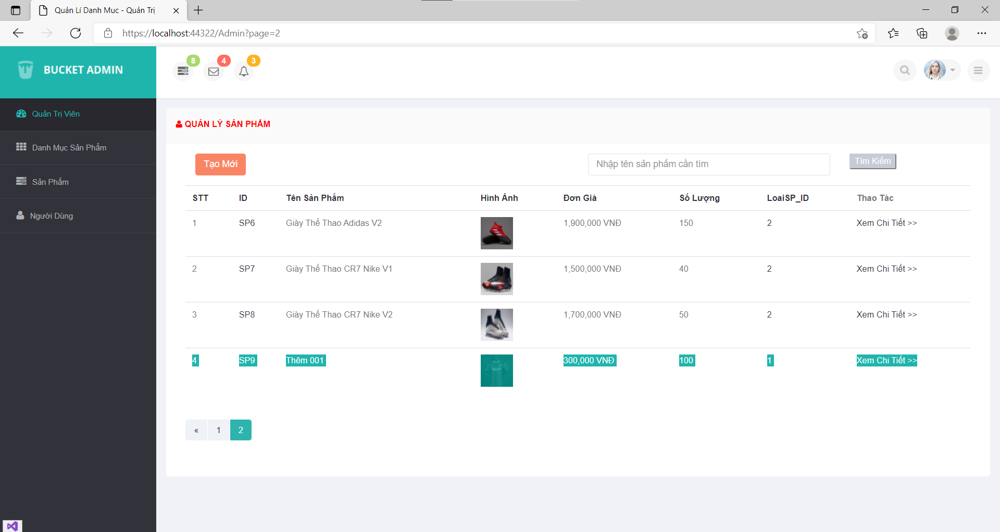 Quản Lí Danh Muc - Quản Trị
https://localhost:44322/Admin?page=2
BUCKET ADMIN
8
4
3
Quản Trị Viên
Danh Mục Sản Phẩm
Sản Phẩm
Người Dùng
QUẢN LÝ SẢN PHẨM
Tạo Mới
Nhập tên sản phẩm cần tìm
Tìm Kiếm
STT ID Tên Sản Phẩm Hình Ảnh Đơn Giá Số Lượng LoaiSP_ID Thao Tác
1 SP6 Giày Thể Thao Adidas V2 1,900,000 VNĐ 150 2 Xem Chi Tiết >>
2 SP7 Giày Thể Thao CR7 Nike V1 1,500,000 VNĐ 40 2 Xem Chi Tiết >>
3 SP8 Giày Thể Thao CR7 Nike V2 1,700,000 VNĐ 50 2 Xem Chi Tiết >>
4 SP9 Thêm 001 300,000 VNĐ 100 1 Xem Chi Tiết >>
« 1 2